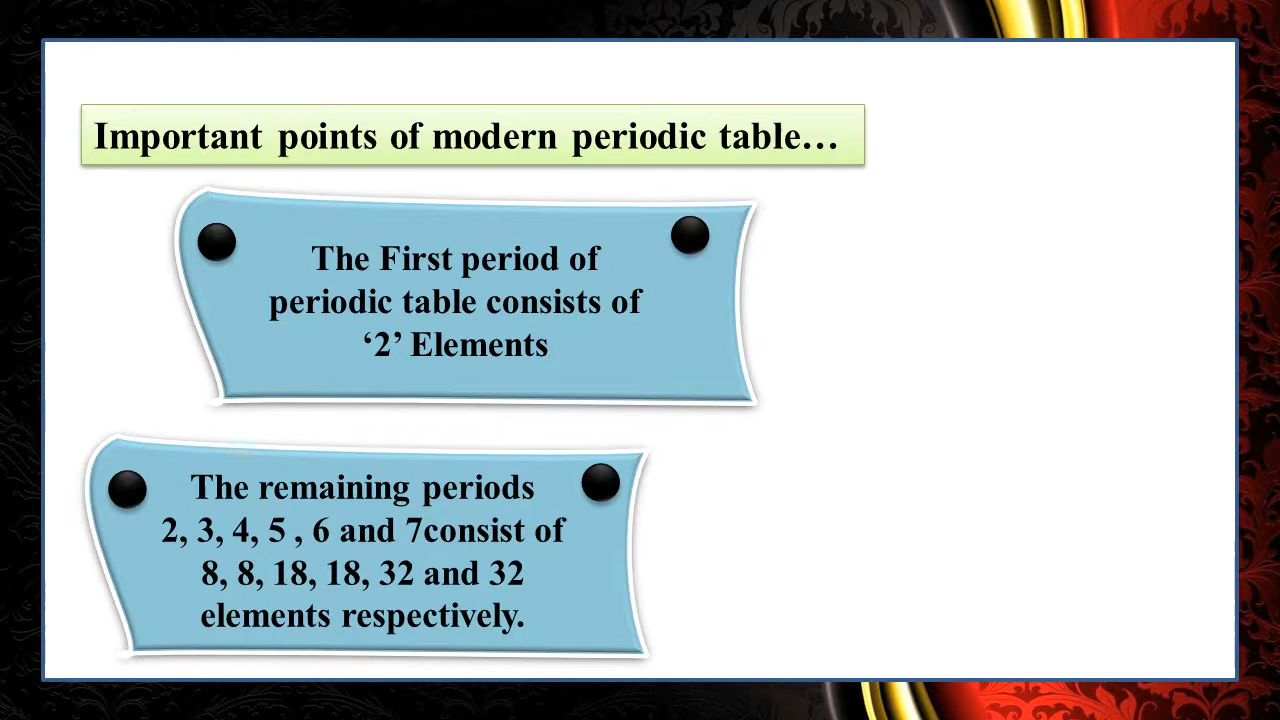 Important points of modern periodic table…
The First period of
periodic table consists of
‘2’ Elements
The remaining periods
2, 3, 4, 5 , 6 and 7consist of
8, 8, 18, 18, 32 and 32
elements respectively.